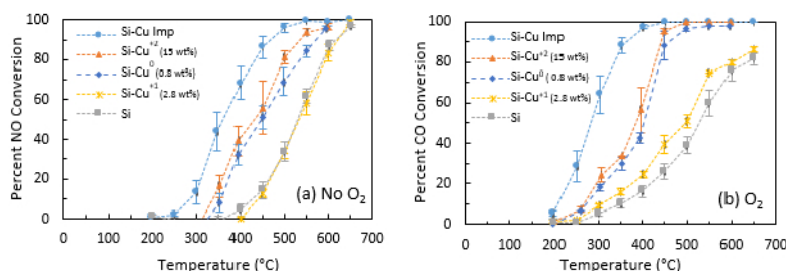 Percent NO Conversion
100
80
60
40
20
0
Si-Cu Imp
Si-Cu+2 (15 wt%)
Si-Cu0 (0.8 wt%)
Si-Cu+1 (2.8 wt%)
Si
(a) No O2
0 100 200 300 400 500 600 700
Temperature (°C)
Percent CO Conversion
100
80
60
40
20
0
Si-Cu Imp
Si-Cu+2 (15 wt%)
Si-Cu0 (0.8 wt%)
Si-Cu+1 (2.8 wt%)
Si
(b) O2
0 100 200 300 400 500 600 700
Temperature (°C)